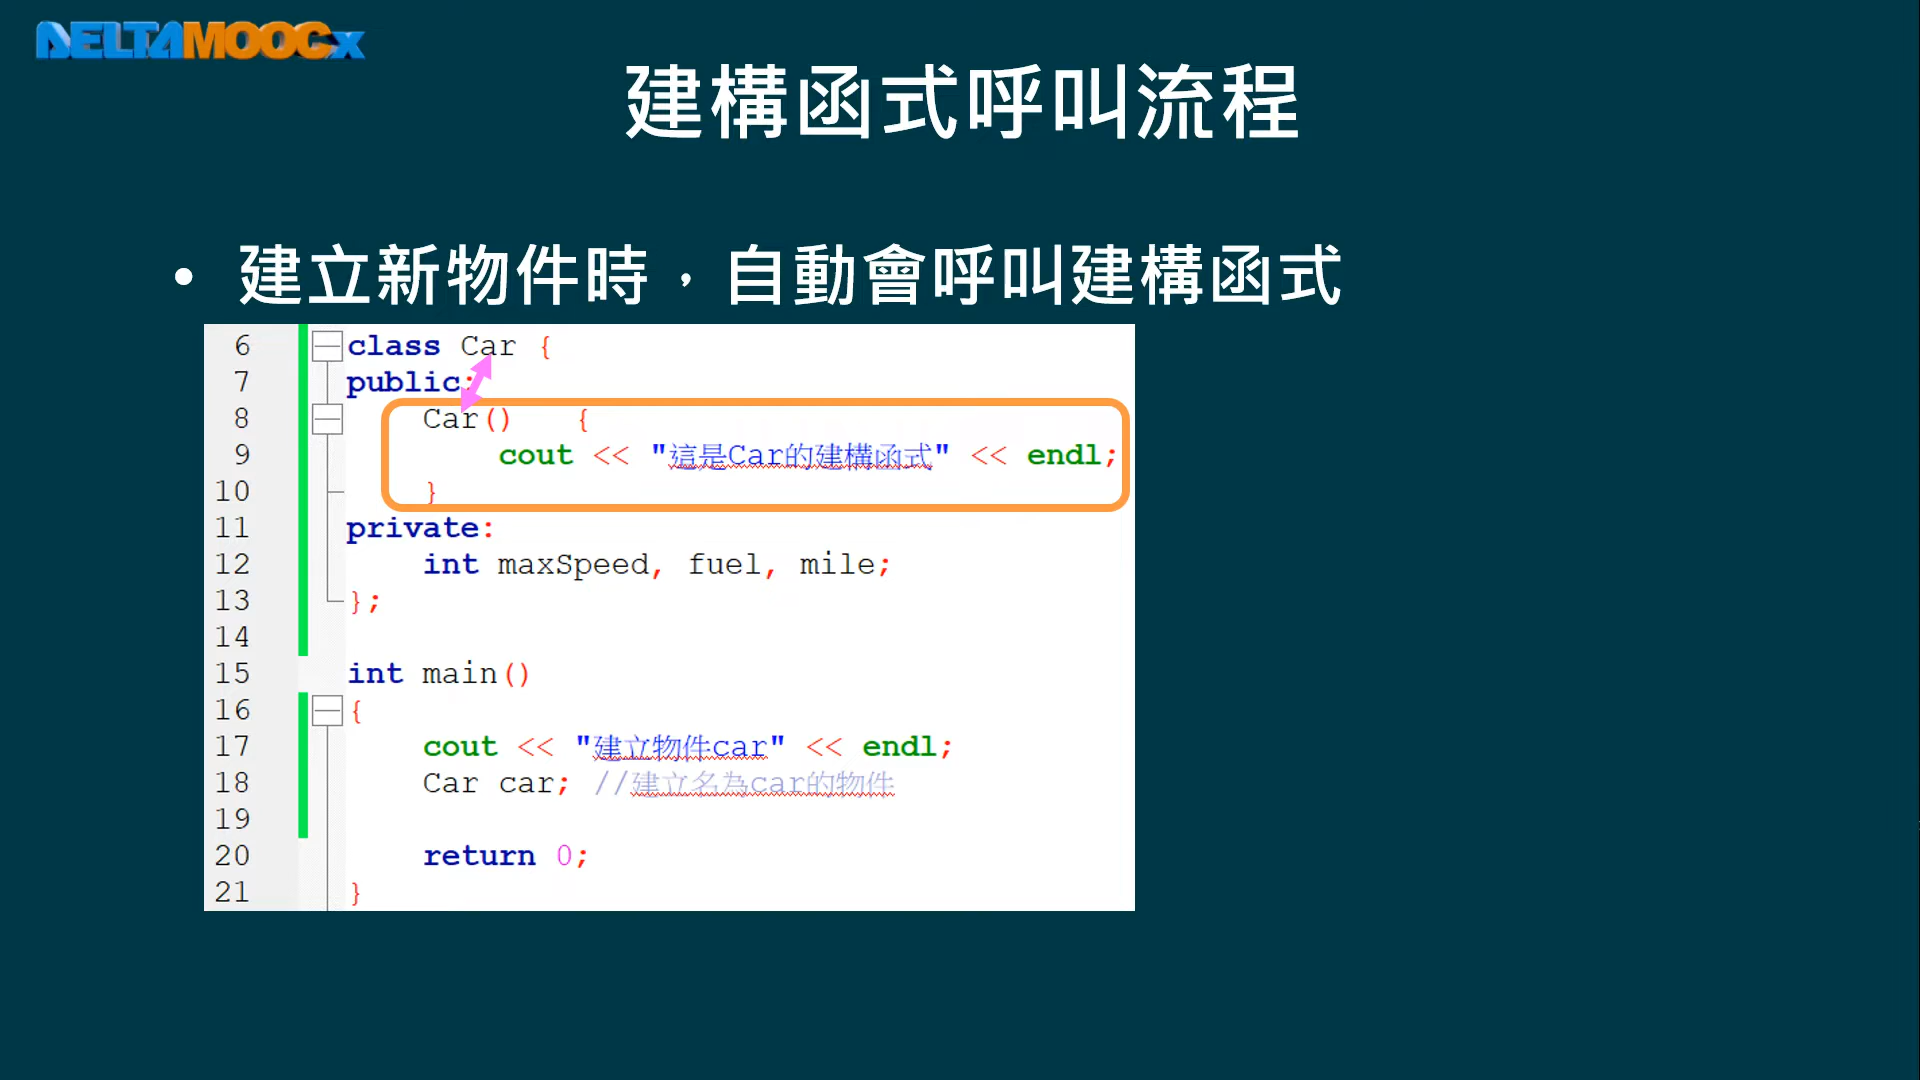 DELTAMOOCx
建構函式呼叫流程
• 建立新物件時，自動會呼叫建構函式
6 class Car {
7 public:
8 Car() {
9 cout << "這是Car的建構函式" << endl;
10 }
11 private:
12 int maxSpeed, fuel, mile;
13 };
14
15 int main()
16 {
17 cout << "建立物件car" << endl;
18 Car car; //建立名為car的物件
19
20 return 0;
21 }